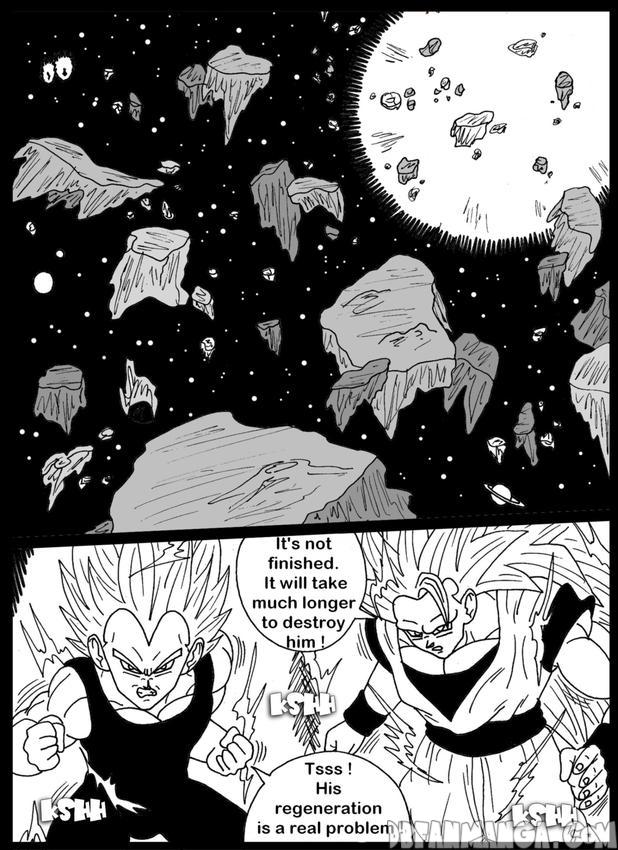 It's not
finished.
It will take
much longer
to destroy
him !
KSHH
Tsss !
His
regeneration
is a real problem
KSHH
KSHH
DREAMMANGA.COM